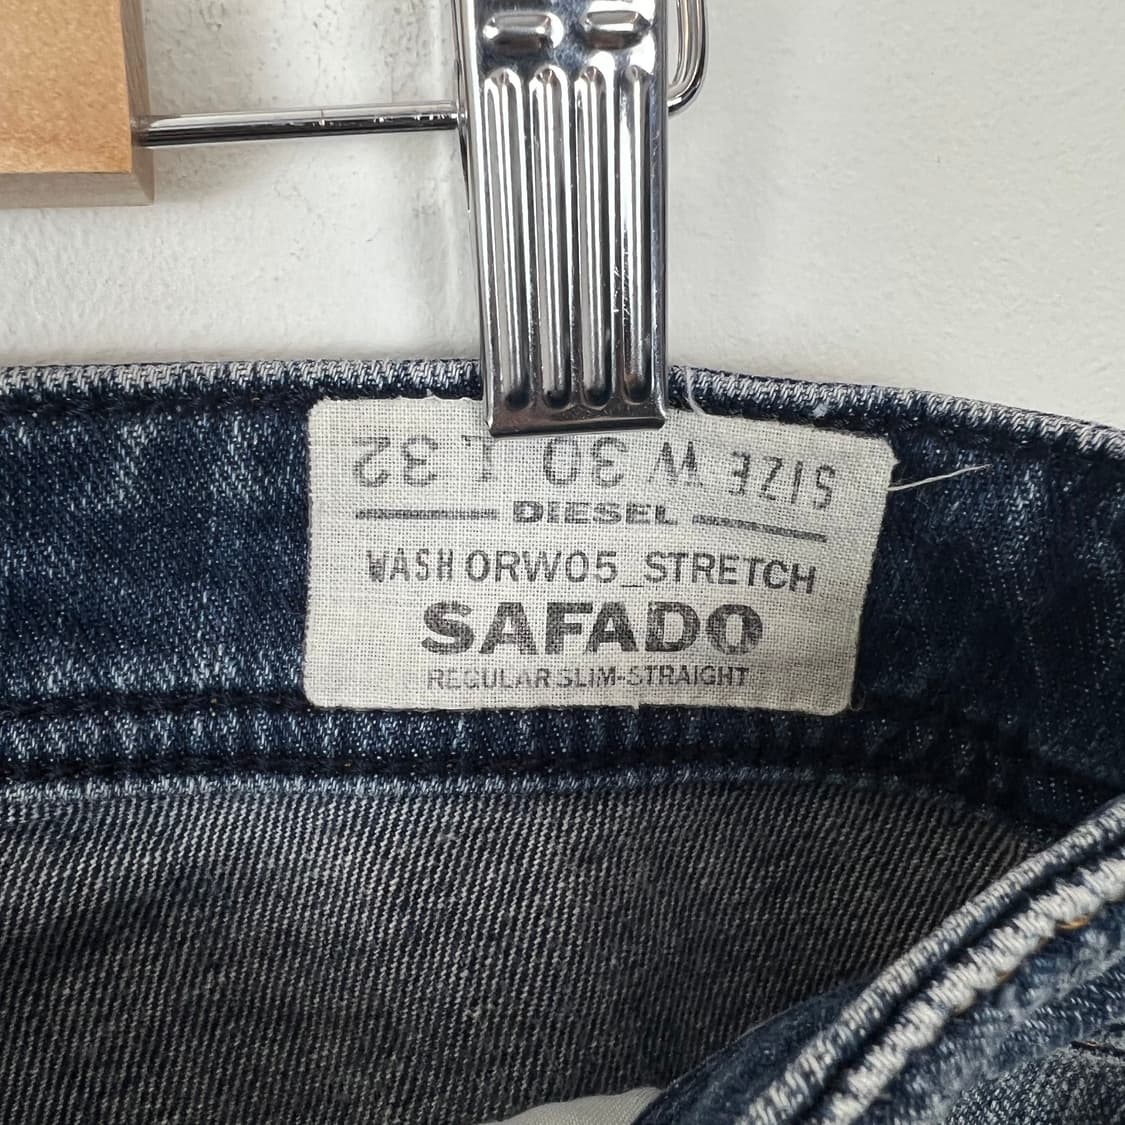 SIZE W 30 L 32
DIESEL
WASH ORW05_STRETCH
SAFADO
REGULAR SLIM-STRAIGHT